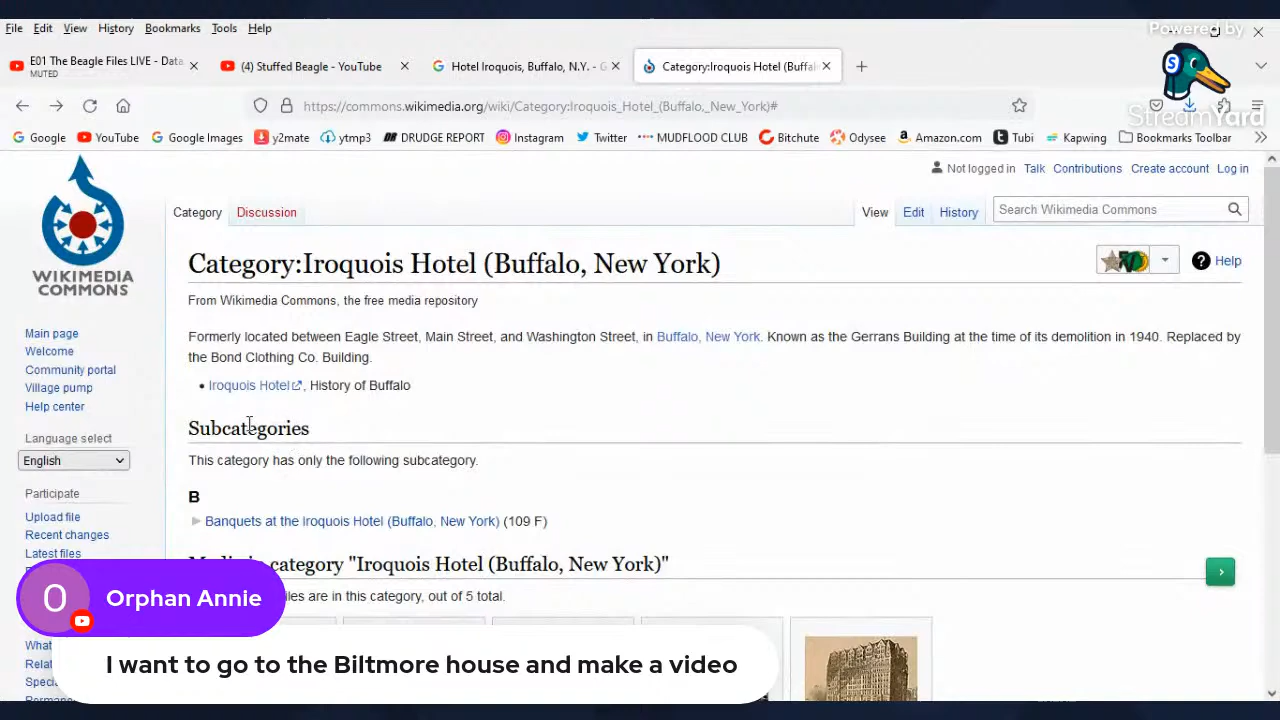 File Edit View History Bookmarks Tools Help
Powered by
E01 The Beagle Files LIVE - Data
MUTED
(4) Stuffed Beagle - YouTube
Hotel Iroquois, Buffalo, N.Y. - G
Category:Iroquois Hotel (Buffal
https://commons.wikimedia.org/wiki/Category:Iroquois_Hotel_(Buffalo,_New_York)#
S
StreamYard
Google YouTube Google Images y2mate ytmp3 DRUDGE REPORT Instagram Twitter MUDFLOOD CLUB Bitchute Odysee Amazon.com Tubi Kapwing Bookmarks Toolbar
Not logged in Talk Contributions Create account Log in
Category Discussion View Edit History Search Wikimedia Commons
WIKIMEDIA
COMMONS
Category:Iroquois Hotel (Buffalo, New York)
Help
From Wikimedia Commons, the free media repository
Main page
Welcome
Community portal
Village pump
Help center
Language select
English
Participate
Upload file
Recent changes
Latest files
Formerly located between Eagle Street, Main Street, and Washington Street, in Buffalo, New York. Known as the Gerrans Building at the time of its demolition in 1940. Replaced by
the Bond Clothing Co. Building.
• Iroquois Hotel, History of Buffalo
Subcategories
This category has only the following subcategory.
B
Banquets at the Iroquois Hotel (Buffalo, New York) (109 F)
category "Iroquois Hotel (Buffalo, New York)"
are in this category, out of 5 total.
O
Orphan Annie
I want to go to the Biltmore house and make a video